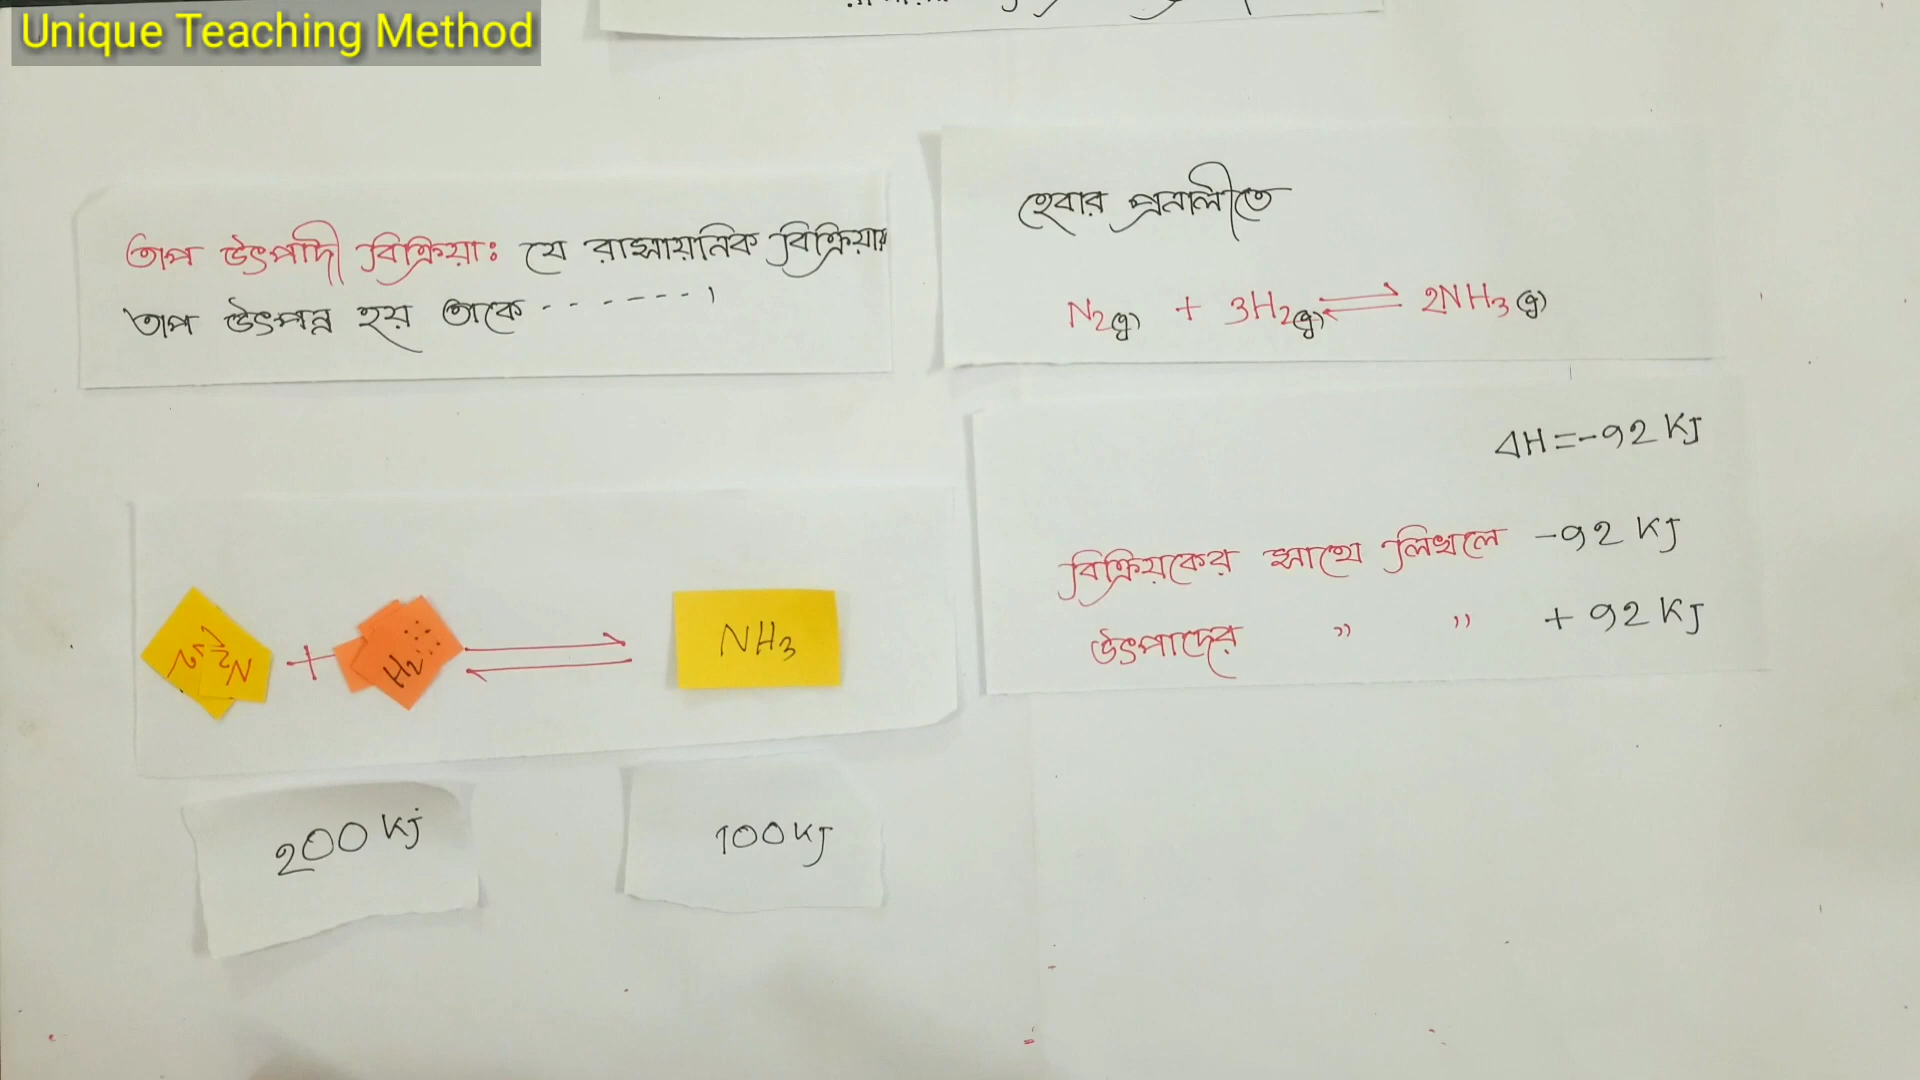 Unique Teaching Method
তাপ উৎপাদী বিক্রিয়াঃ যে রাসায়নিক বিক্রিয়ায়
তাপ উৎপন্ন হয় তাকে - - - - - - - ।
হেবার প্রনালীতে
N2(g) + 3H2(g) ⇌ 2NH3(g)
ΔH = -92 KJ
বিক্রিয়কের সাথে লিখলে -92 KJ
উৎপাদের " " + 92 KJ
N2 + H2 ⇌ NH3
200 KJ
100 KJ